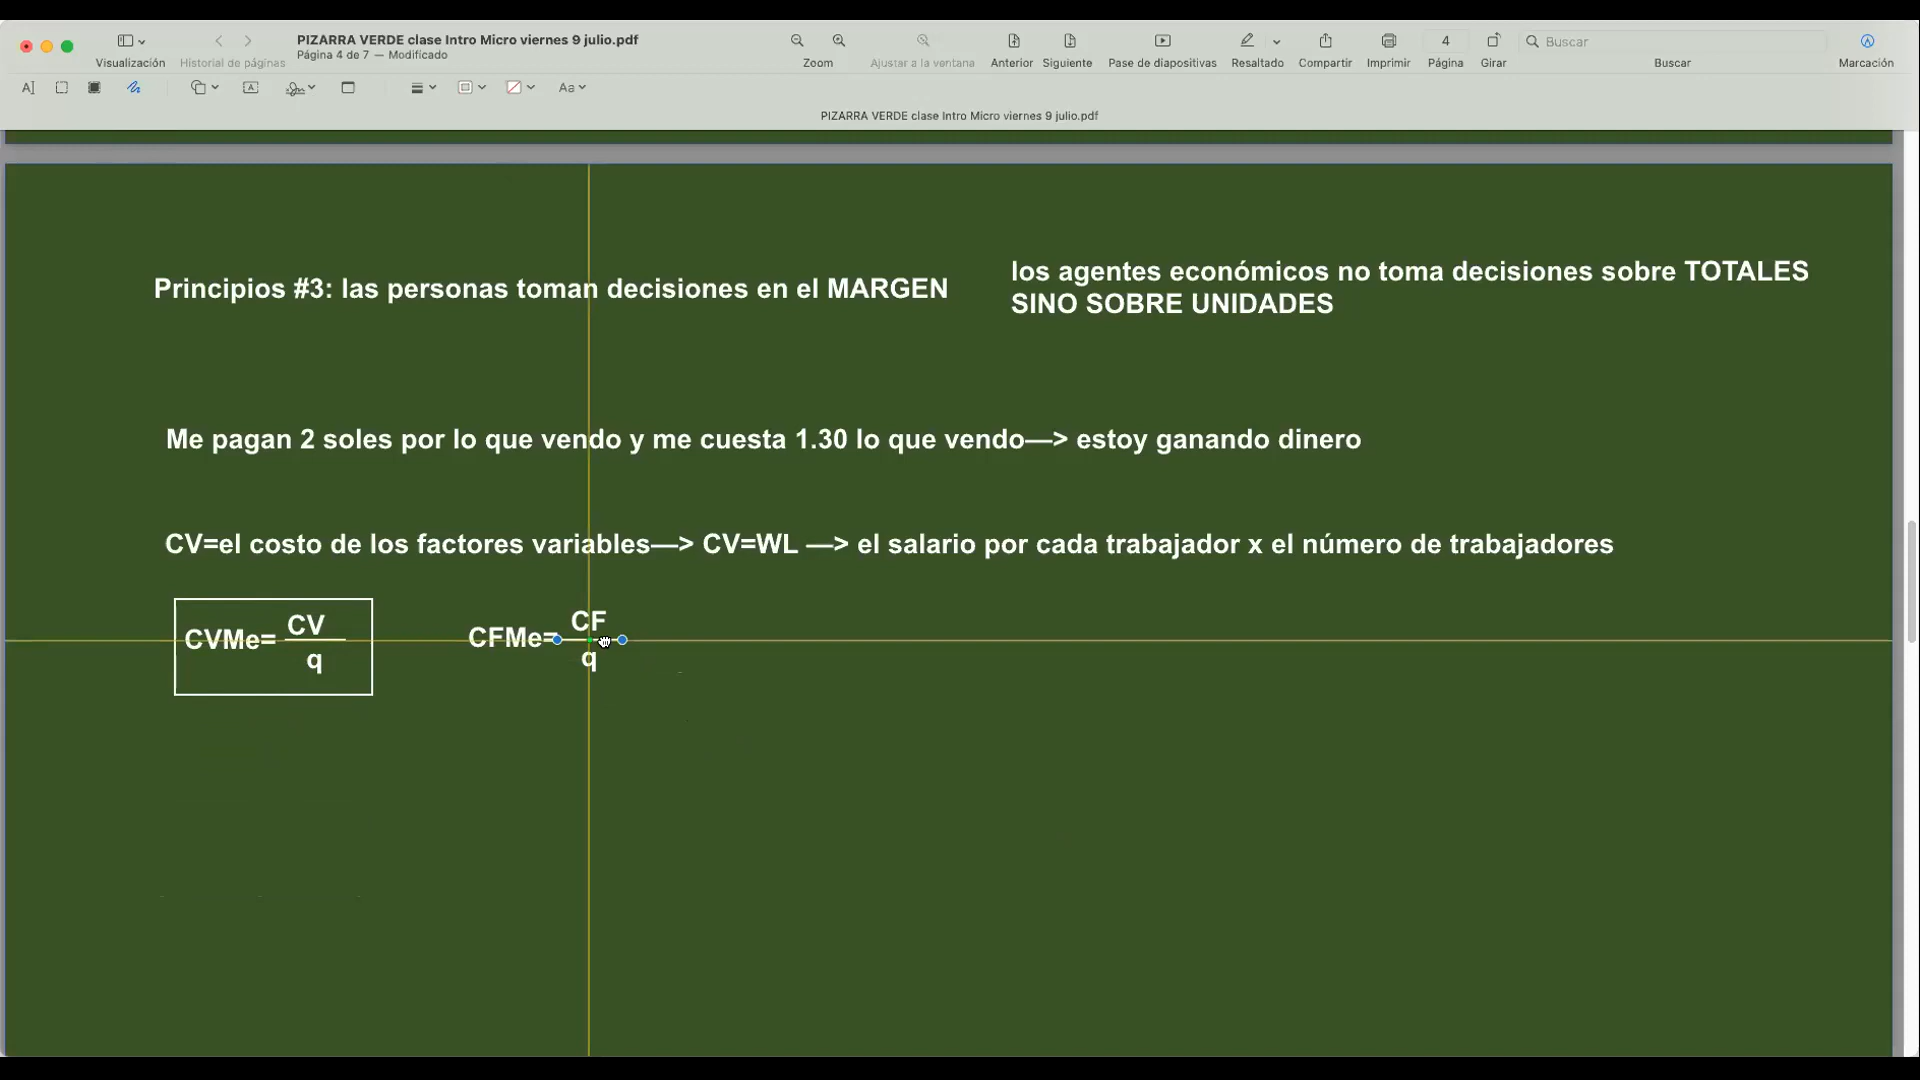 PIZARRA VERDE clase Intro Micro viernes 9 julio.pdf
Página 4 de 7 — Modificado
Visualización
Historial de páginas
Zoom
Ajustar a la ventana
Anterior
Siguiente
Pase de diapositivas
Resaltado
Compartir
Imprimir
4
Página
Girar
Buscar
Buscar
Marcación
Aa
PIZARRA VERDE clase Intro Micro viernes 9 julio.pdf
Principios #3: las personas toman decisiones en el MARGEN
los agentes económicos no toma decisiones sobre TOTALES
SINO SOBRE UNIDADES
Me pagan 2 soles por lo que vendo y me cuesta 1.30 lo que vendo—> estoy ganando dinero
CV=el costo de los factores variables—> CV=WL —> el salario por cada trabajador x el número de trabajadores
CVMe=
CV
q
CFMe=
CF
q